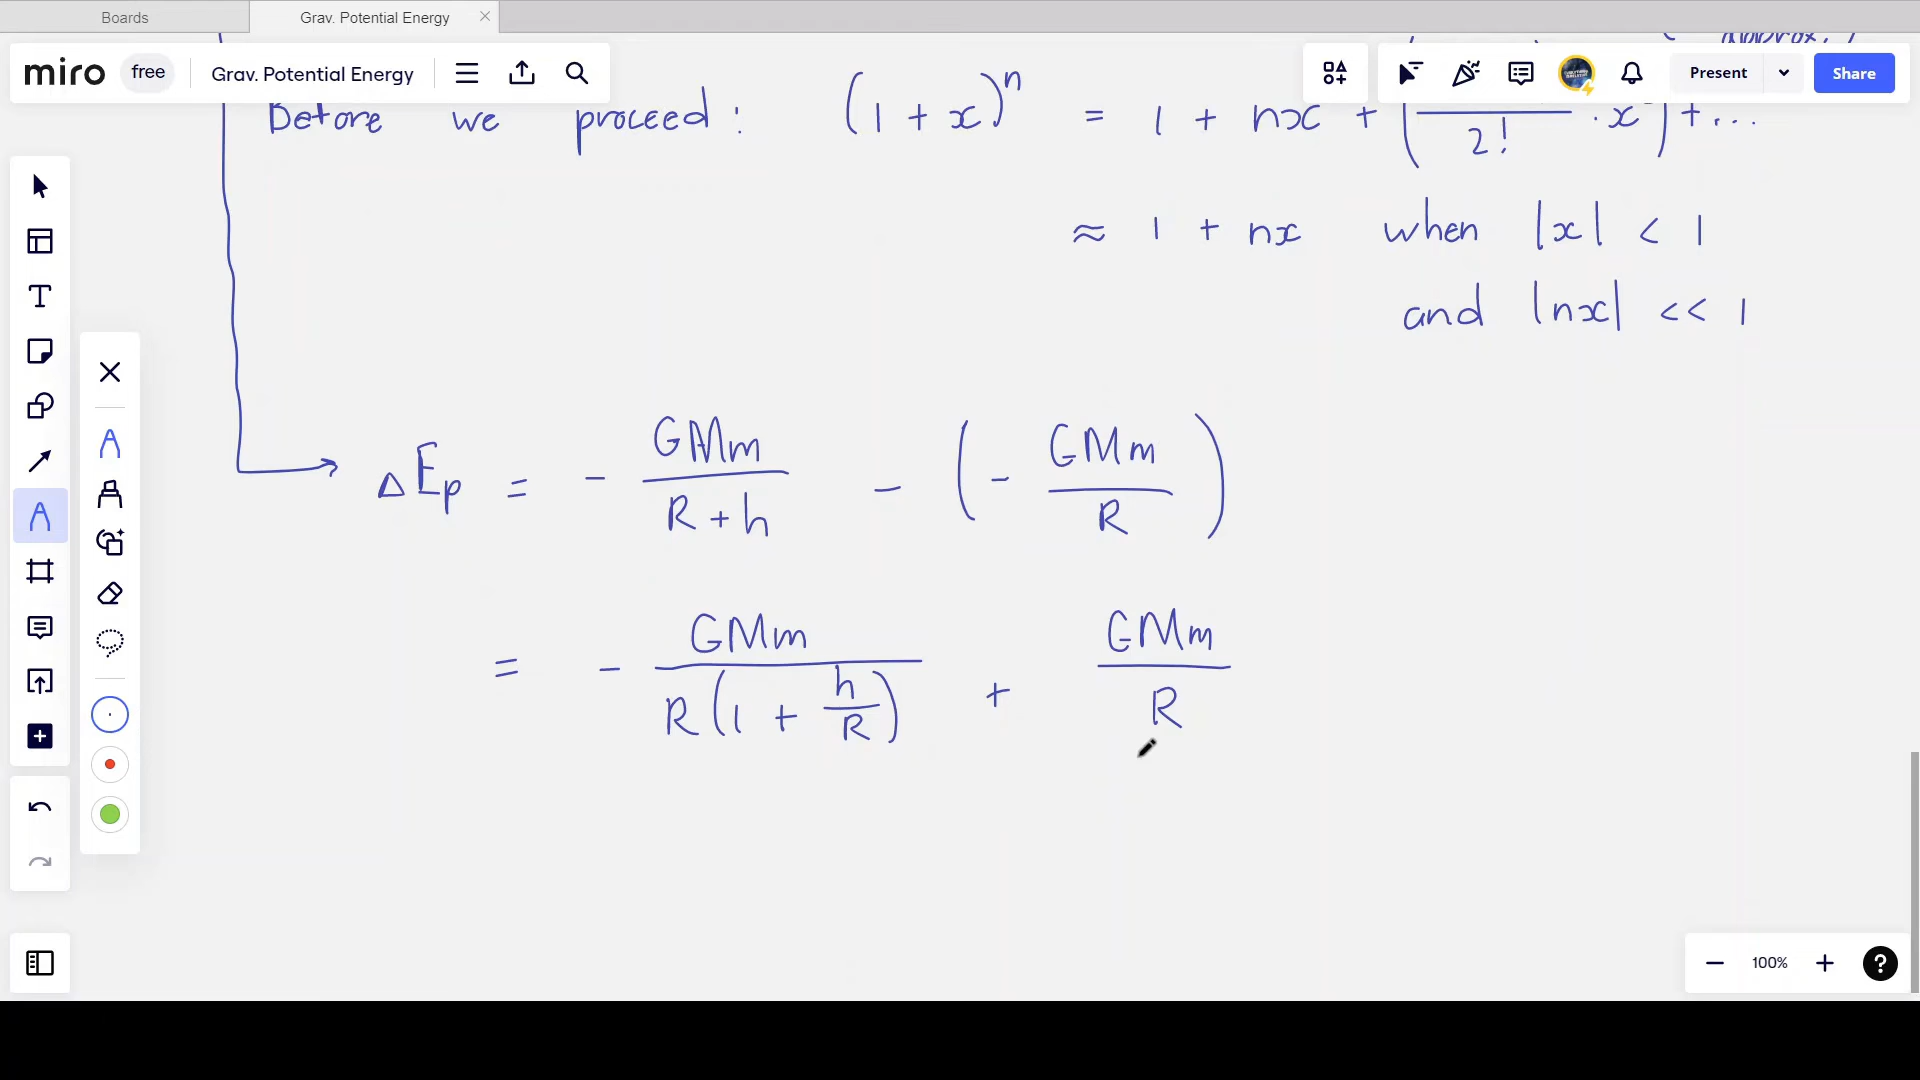 Boards
Grav. Potential Energy
approx.)
miro free Grav. Potential Energy Present Share
Before we proceed : (1 + x)^n = 1 + nx + ( / 2! · x ) + ...
≈ 1 + nx when |x| < 1
and |nx| << 1
ΔEp = - GMm / (R + h) - ( - GMm / R )
= - GMm / R(1 + h/R) + GMm / R
100%